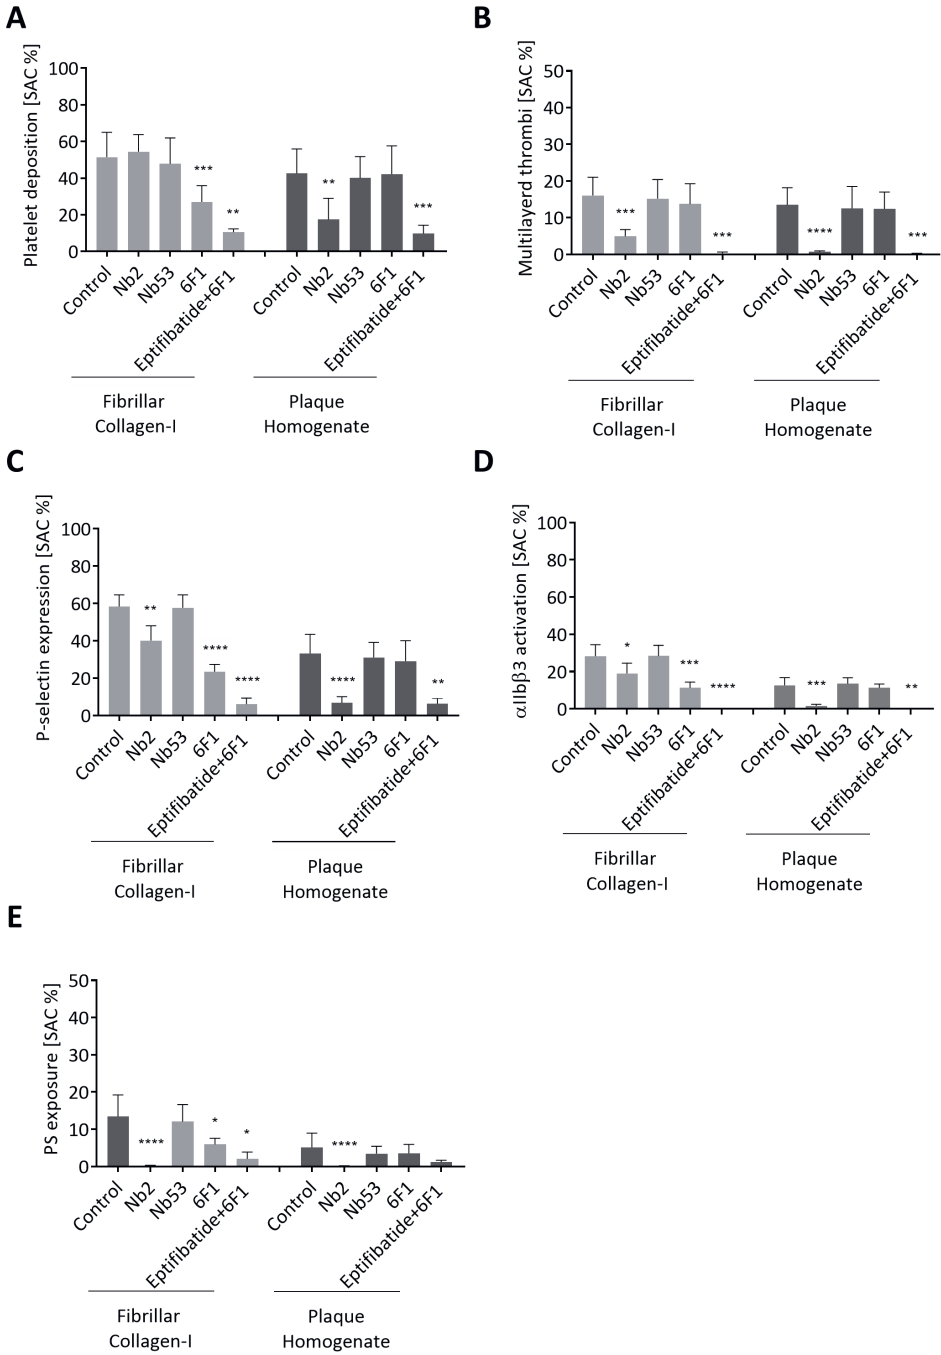 A
Platelet deposition [SAC %]
100
80
60
40
20
0
***
**
**
***
Control
Nb2
Nb53
6F1
Eptifibatide+6F1
Control
Nb2
Nb53
6F1
Eptifibatide+6F1
Fibrillar
Collagen-I
Plaque
Homogenate
B
Multilayerd thrombi [SAC %]
50
40
30
20
10
0
***
***
****
***
Control
Nb2
Nb53
6F1
Eptifibatide+6F1
Control
Nb2
Nb53
6F1
Eptifibatide+6F1
Fibrillar
Collagen-I
Plaque
Homogenate
C
P-selectin expression [SAC %]
100
80
60
40
20
0
**
****
****
****
**
Control
Nb2
Nb53
6F1
Eptifibatide+6F1
Control
Nb2
Nb53
6F1
Eptifibatide+6F1
Fibrillar
Collagen-I
Plaque
Homogenate
D
αIIbβ3 activation [SAC %]
100
80
60
40
20
0
*
***
****
***
**
Control
Nb2
Nb53
6F1
Eptifibatide+6F1
Control
Nb2
Nb53
6F1
Eptifibatide+6F1
Fibrillar
Collagen-I
Plaque
Homogenate
E
PS exposure [SAC %]
50
40
30
20
10
0
****
*
*
****
Control
Nb2
Nb53
6F1
Eptifibatide+6F1
Control
Nb2
Nb53
6F1
Eptifibatide+6F1
Fibrillar
Collagen-I
Plaque
Homogenate